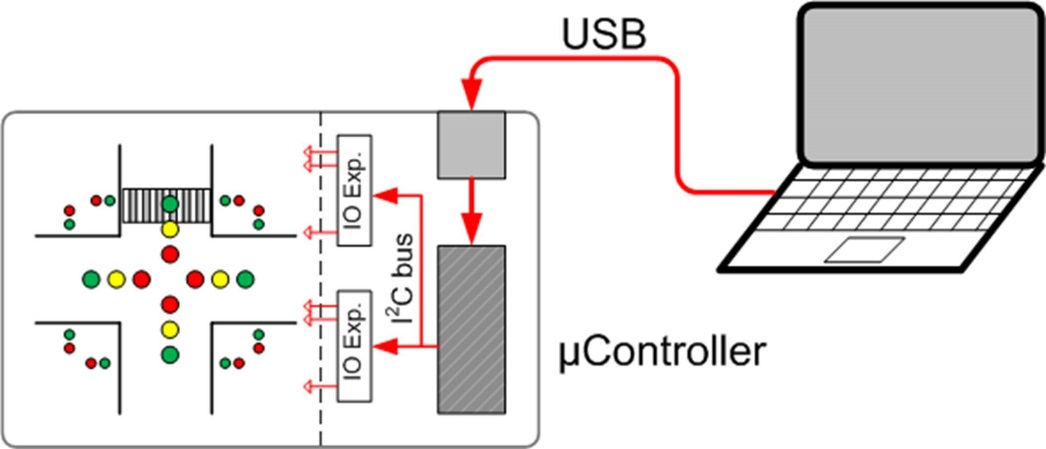 USB
IO Exp.
I²C bus
IO Exp.
µController